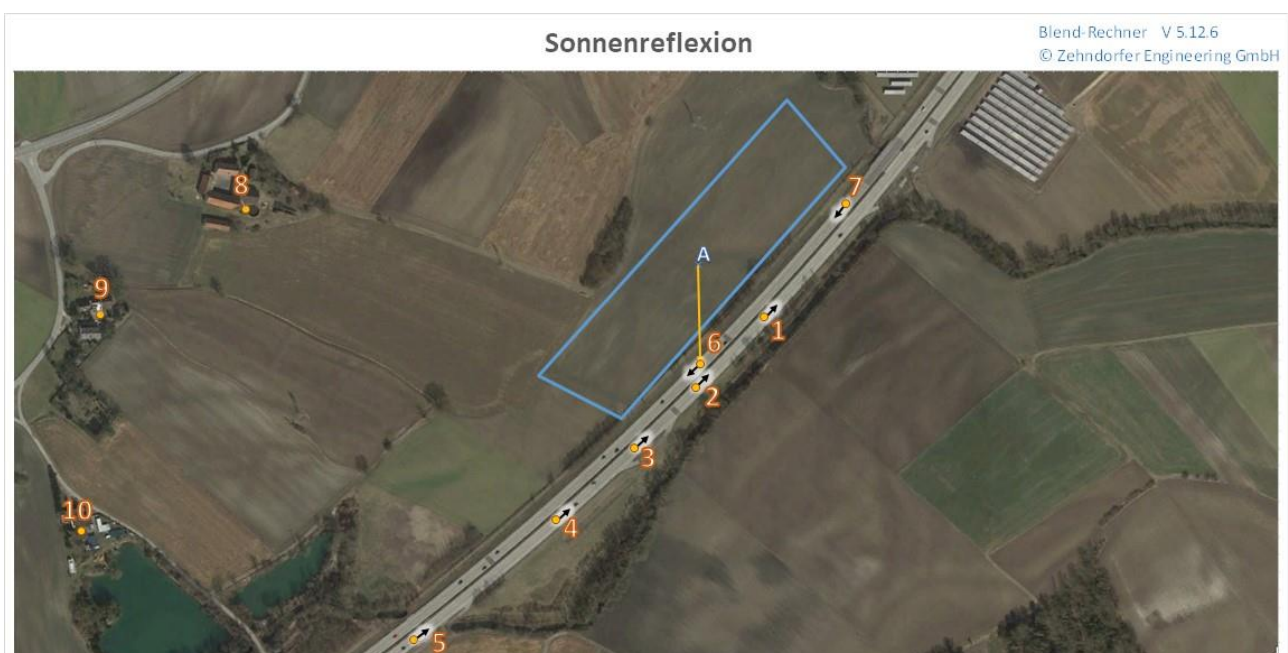 Sonnenreflexion
Blend-Rechner V 5.12.6
© Zehndorfer Engineering GmbH
8
7
A
9
1
6
2
3
10
4
5